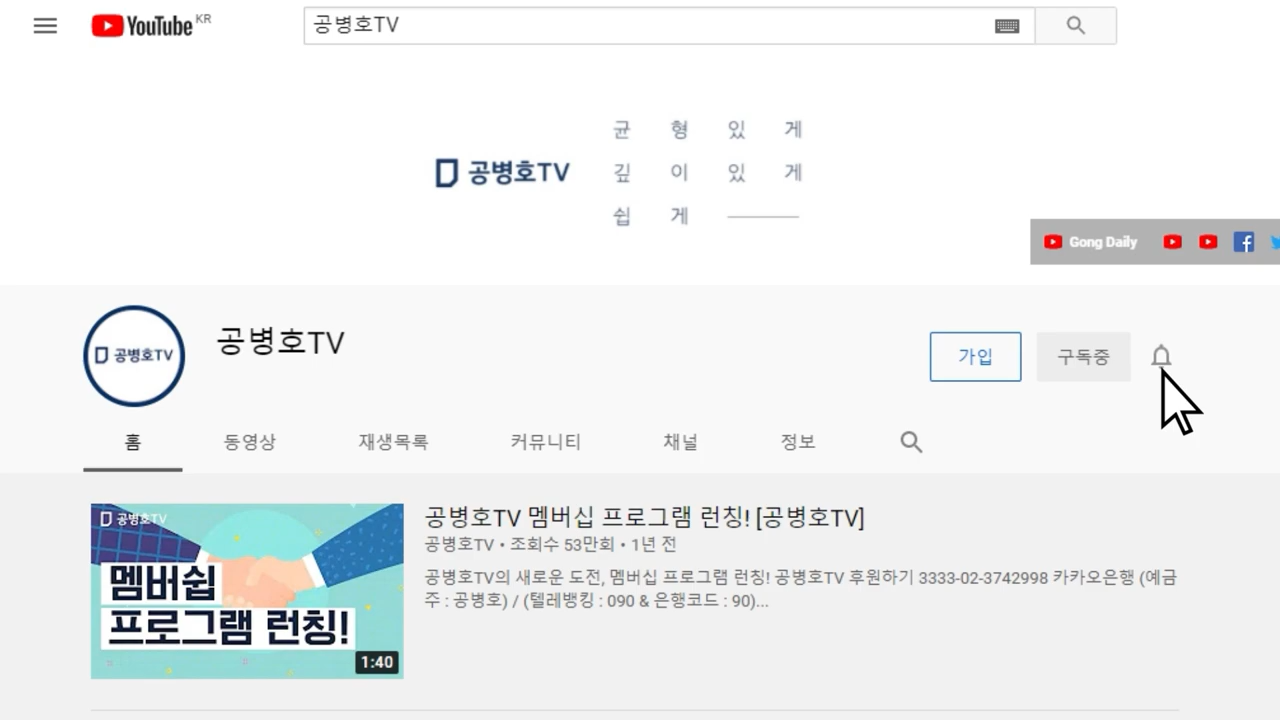 YouTube KR
공병호TV
균 형 있 게
공병호TV
깊 이 있 게
쉽 게
Gong Daily
공병호TV
공병호TV
가입
구독중
홈
동영상
재생목록
커뮤니티
채널
정보
공병호TV
멤버쉽
프로그램 런칭!
1:40
공병호TV 멤버십 프로그램 런칭! [공병호TV]
공병호TV • 조회수 53만회 • 1년 전
공병호TV의 새로운 도전, 멤버십 프로그램 런칭! 공병호TV 후원하기 3333-02-3742998 카카오은행 (예금
주 : 공병호) / (텔레뱅킹 : 090 & 은행코드 : 90)...